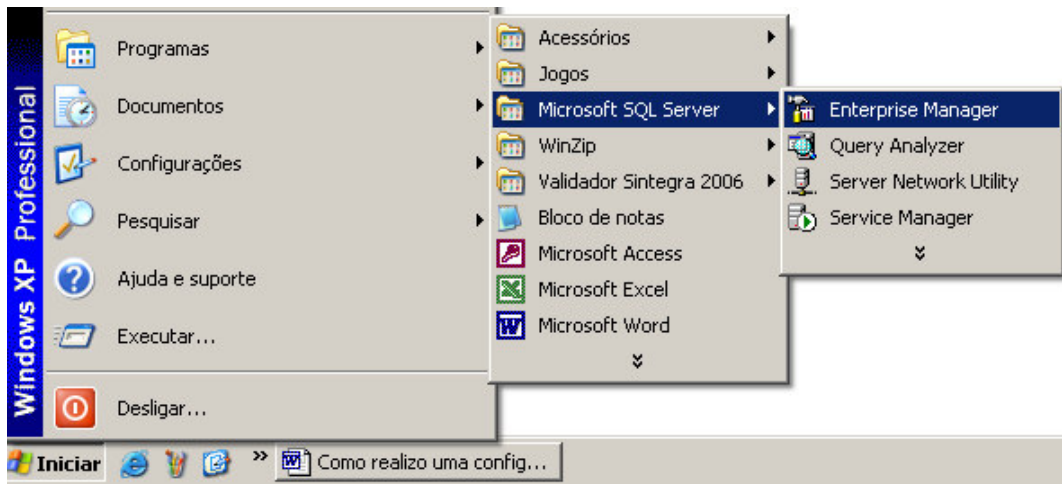 Windows XP Professional
Programas
Documentos
Configurações
Pesquisar
Ajuda e suporte
Executar...
Desligar...
Acessórios
Jogos
Microsoft SQL Server
WinZip
Validador Sintegra 2006
Bloco de notas
Microsoft Access
Microsoft Excel
Microsoft Word
Enterprise Manager
Query Analyzer
Server Network Utility
Service Manager
Iniciar
Como realizo uma config...